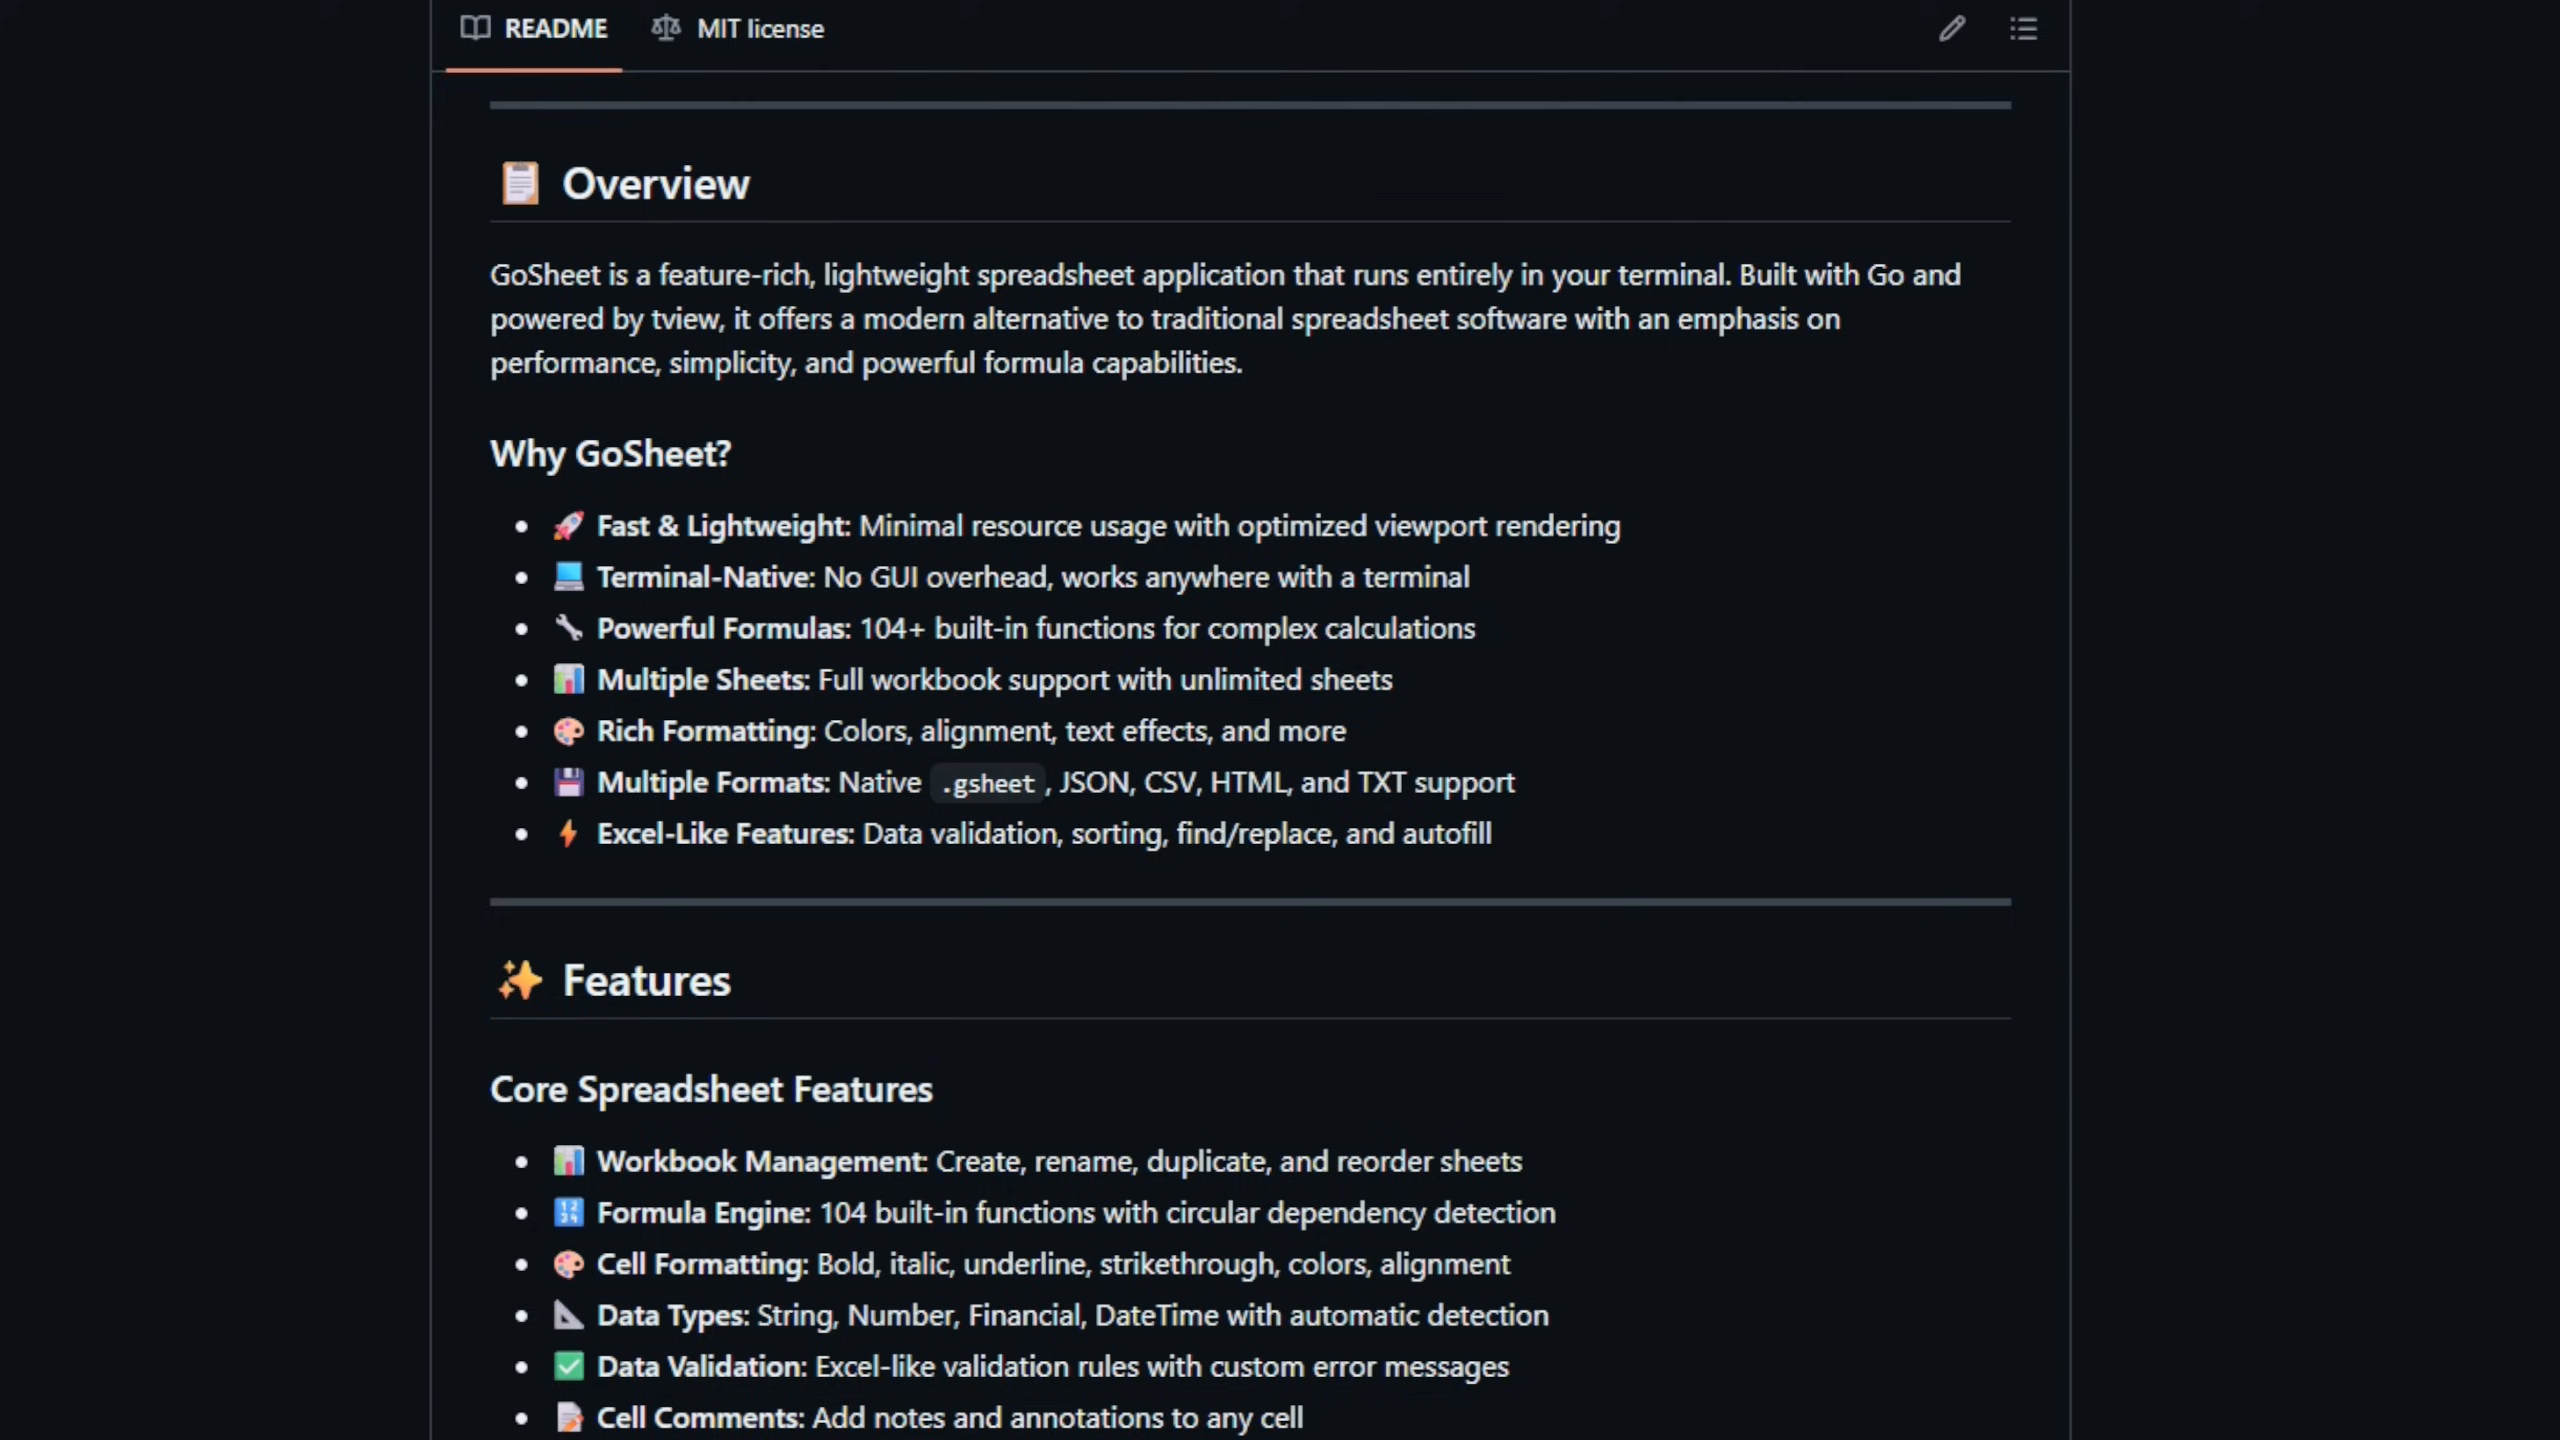 README
MIT license
Overview
GoSheet is a feature-rich, lightweight spreadsheet application that runs entirely in your terminal. Built with Go and
powered by tview, it offers a modern alternative to traditional spreadsheet software with an emphasis on
performance, simplicity, and powerful formula capabilities.
Why GoSheet?
Fast & Lightweight: Minimal resource usage with optimized viewport rendering
Terminal-Native: No GUI overhead, works anywhere with a terminal
Powerful Formulas: 104+ built-in functions for complex calculations
Multiple Sheets: Full workbook support with unlimited sheets
Rich Formatting: Colors, alignment, text effects, and more
Multiple Formats: Native .gsheet, JSON, CSV, HTML, and TXT support
Excel-Like Features: Data validation, sorting, find/replace, and autofill
Features
Core Spreadsheet Features
Workbook Management: Create, rename, duplicate, and reorder sheets
Formula Engine: 104 built-in functions with circular dependency detection
Cell Formatting: Bold, italic, underline, strikethrough, colors, alignment
Data Types: String, Number, Financial, DateTime with automatic detection
Data Validation: Excel-like validation rules with custom error messages
Cell Comments: Add notes and annotations to any cell